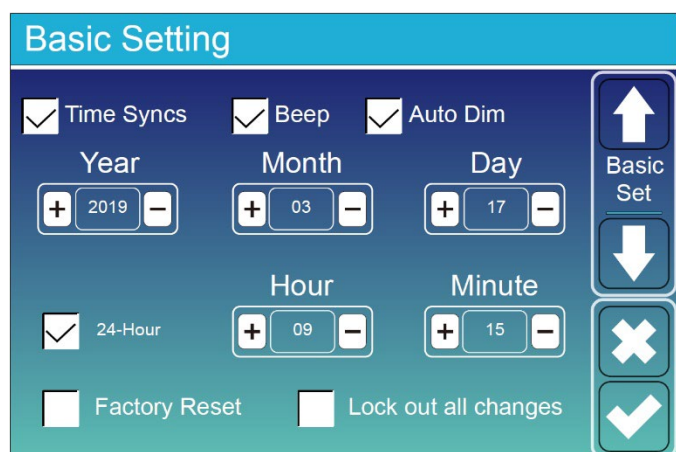 Basic Setting
Time Syncs Beep Auto Dim
Year Month Day
Basic
Set
+ 2019 − + 03 − + 17 −
Hour Minute
24-Hour + 09 − + 15 −
Factory Reset Lock out all changes